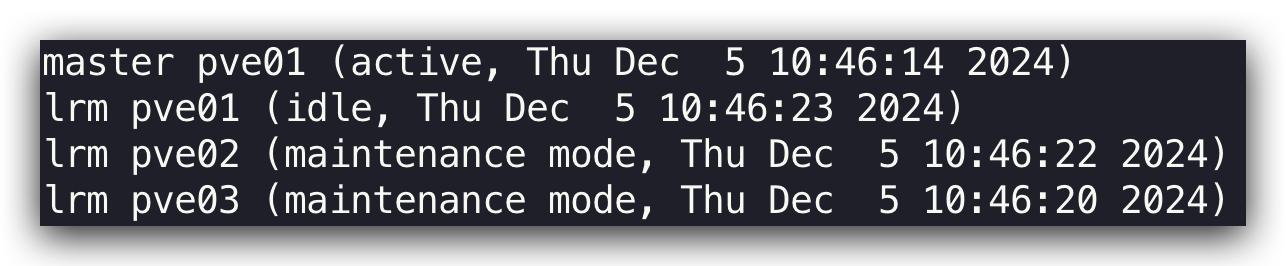 master pve01 (active, Thu Dec  5 10:46:14 2024)
lrm pve01 (idle, Thu Dec  5 10:46:23 2024)
lrm pve02 (maintenance mode, Thu Dec  5 10:46:22 2024)
lrm pve03 (maintenance mode, Thu Dec  5 10:46:20 2024)